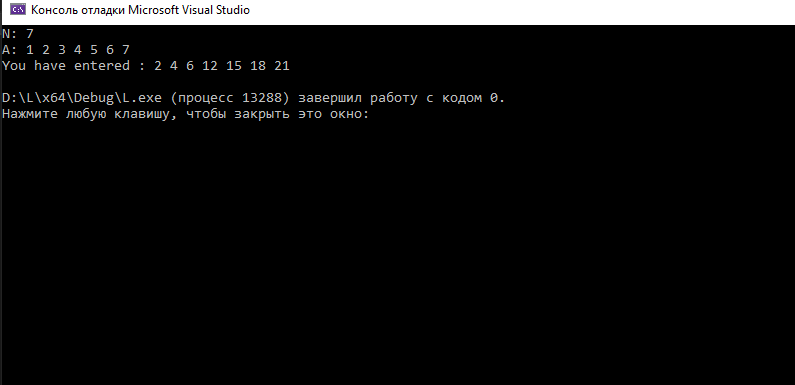 Консоль отладки Microsoft Visual Studio
N: 7
A: 1 2 3 4 5 6 7
You have entered : 2 4 6 12 15 18 21
D:\L\x64\Debug\L.exe (процесс 13288) завершил работу с кодом 0.
Нажмите любую клавишу, чтобы закрыть это окно: